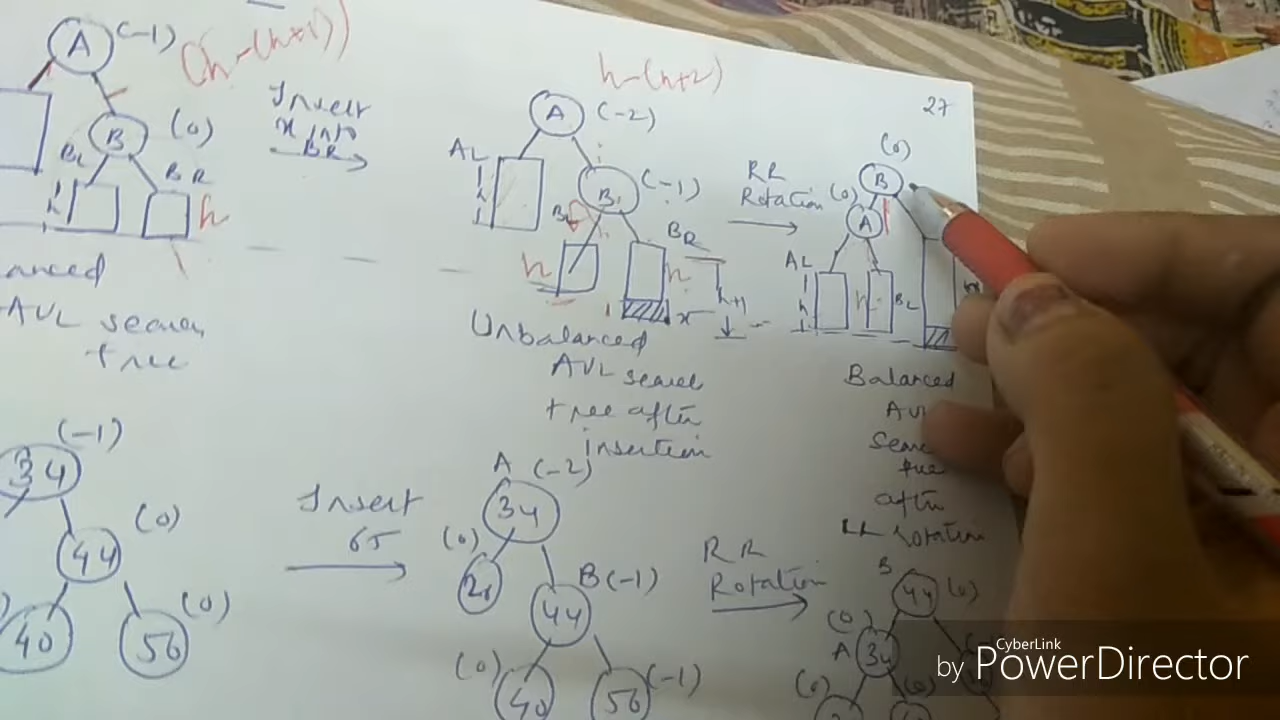 27
A (-1) (h-(h+1))
B (0)
BL BR
h h
Insert
x into
BR
h-(h+2)
A (-2)
AL
h
B (-1)
BL BR
h h
h+1
x
RR
Rotation
(0)
B
(0)
A
AL
h
h
BL
anced
AVL search
tree
Unbalanced
AVL search
tree after
insertion
Balanced
AVL
Sear
tree
after
rotation
(-1)
34
(0)
44
40
(0)
56
Insert
65
A (-2)
34
(0)
B (-1)
44
(0)
40
56 (-1)
RR
Rotation
B
44 (0)
(0)
A 34
(0) (0)
CyberLink
by PowerDirector